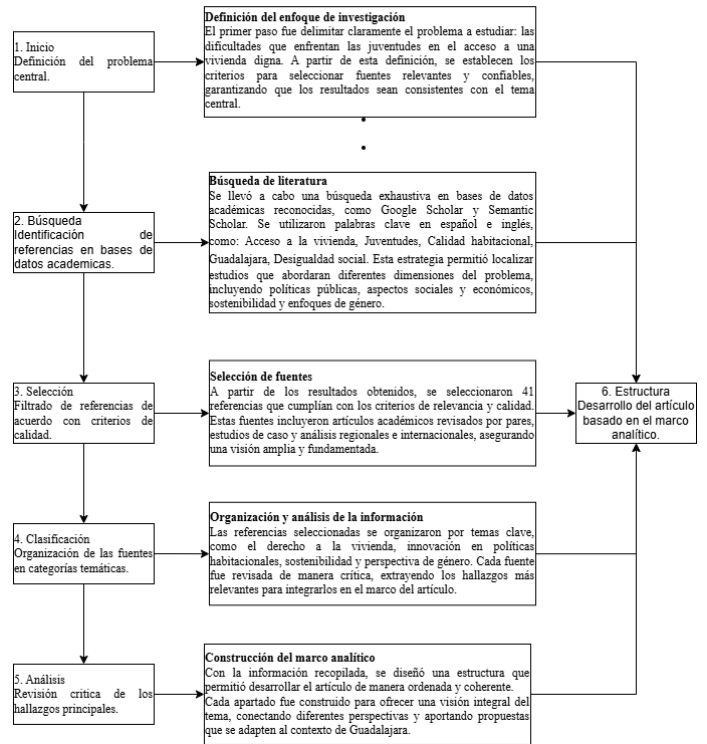 1. Inicio
Definición del problema
central.
Definición del enfoque de investigación
El primer paso fue delimitar claramente el problema a estudiar: las
dificultades que enfrentan las juventudes en el acceso a una
vivienda digna. A partir de esta definición, se establecen los
criterios para seleccionar fuentes relevantes y confiables,
garantizando que los resultados sean consistentes con el tema
central.
2. Búsqueda
Identificación de
referencias en bases de
datos academicas.
Búsqueda de literatura
Se llevó a cabo una búsqueda exhaustiva en bases de datos
académicas reconocidas, como Google Scholar y Semantic
Scholar. Se utilizaron palabras clave en español e inglés,
como: Acceso a la vivienda, Juventudes, Calidad habitacional,
Guadalajara, Desigualdad social. Esta estrategia permitió localizar
estudios que abordaran diferentes dimensiones del problema,
incluyendo políticas públicas, aspectos sociales y económicos,
sostenibilidad y enfoques de género.
3. Selección
Filtrado de referencias de
acuerdo con criterios de
calidad.
Selección de fuentes
A partir de los resultados obtenidos, se seleccionaron 41
referencias que cumplían con los criterios de relevancia y calidad.
Estas fuentes incluyeron artículos académicos revisados por pares,
estudios de caso y análisis regionales e internacionales, asegurando
una visión amplia y fundamentada.
4. Clasificación
Organización de las fuentes
en categorías temáticas.
Organización y análisis de la información
Las referencias seleccionadas se organizaron por temas clave,
como el derecho a la vivienda, innovación en políticas
habitacionales, sostenibilidad y perspectiva de género. Cada fuente
fue revisada de manera crítica, extrayendo los hallazgos más
relevantes para integrarlos en el marco del artículo.
5. Análisis
Revisión critica de los
hallazgos principales.
Construcción del marco analítico
Con la información recopilada, se diseñó una estructura que
permitió desarrollar el artículo de manera ordenada y coherente.
Cada apartado fue construido para ofrecer una visión integral del
tema, conectando diferentes perspectivas y aportando propuestas
que se adapten al contexto de Guadalajara.
6. Estructura
Desarrollo del artículo
basado en el marco
analítico.